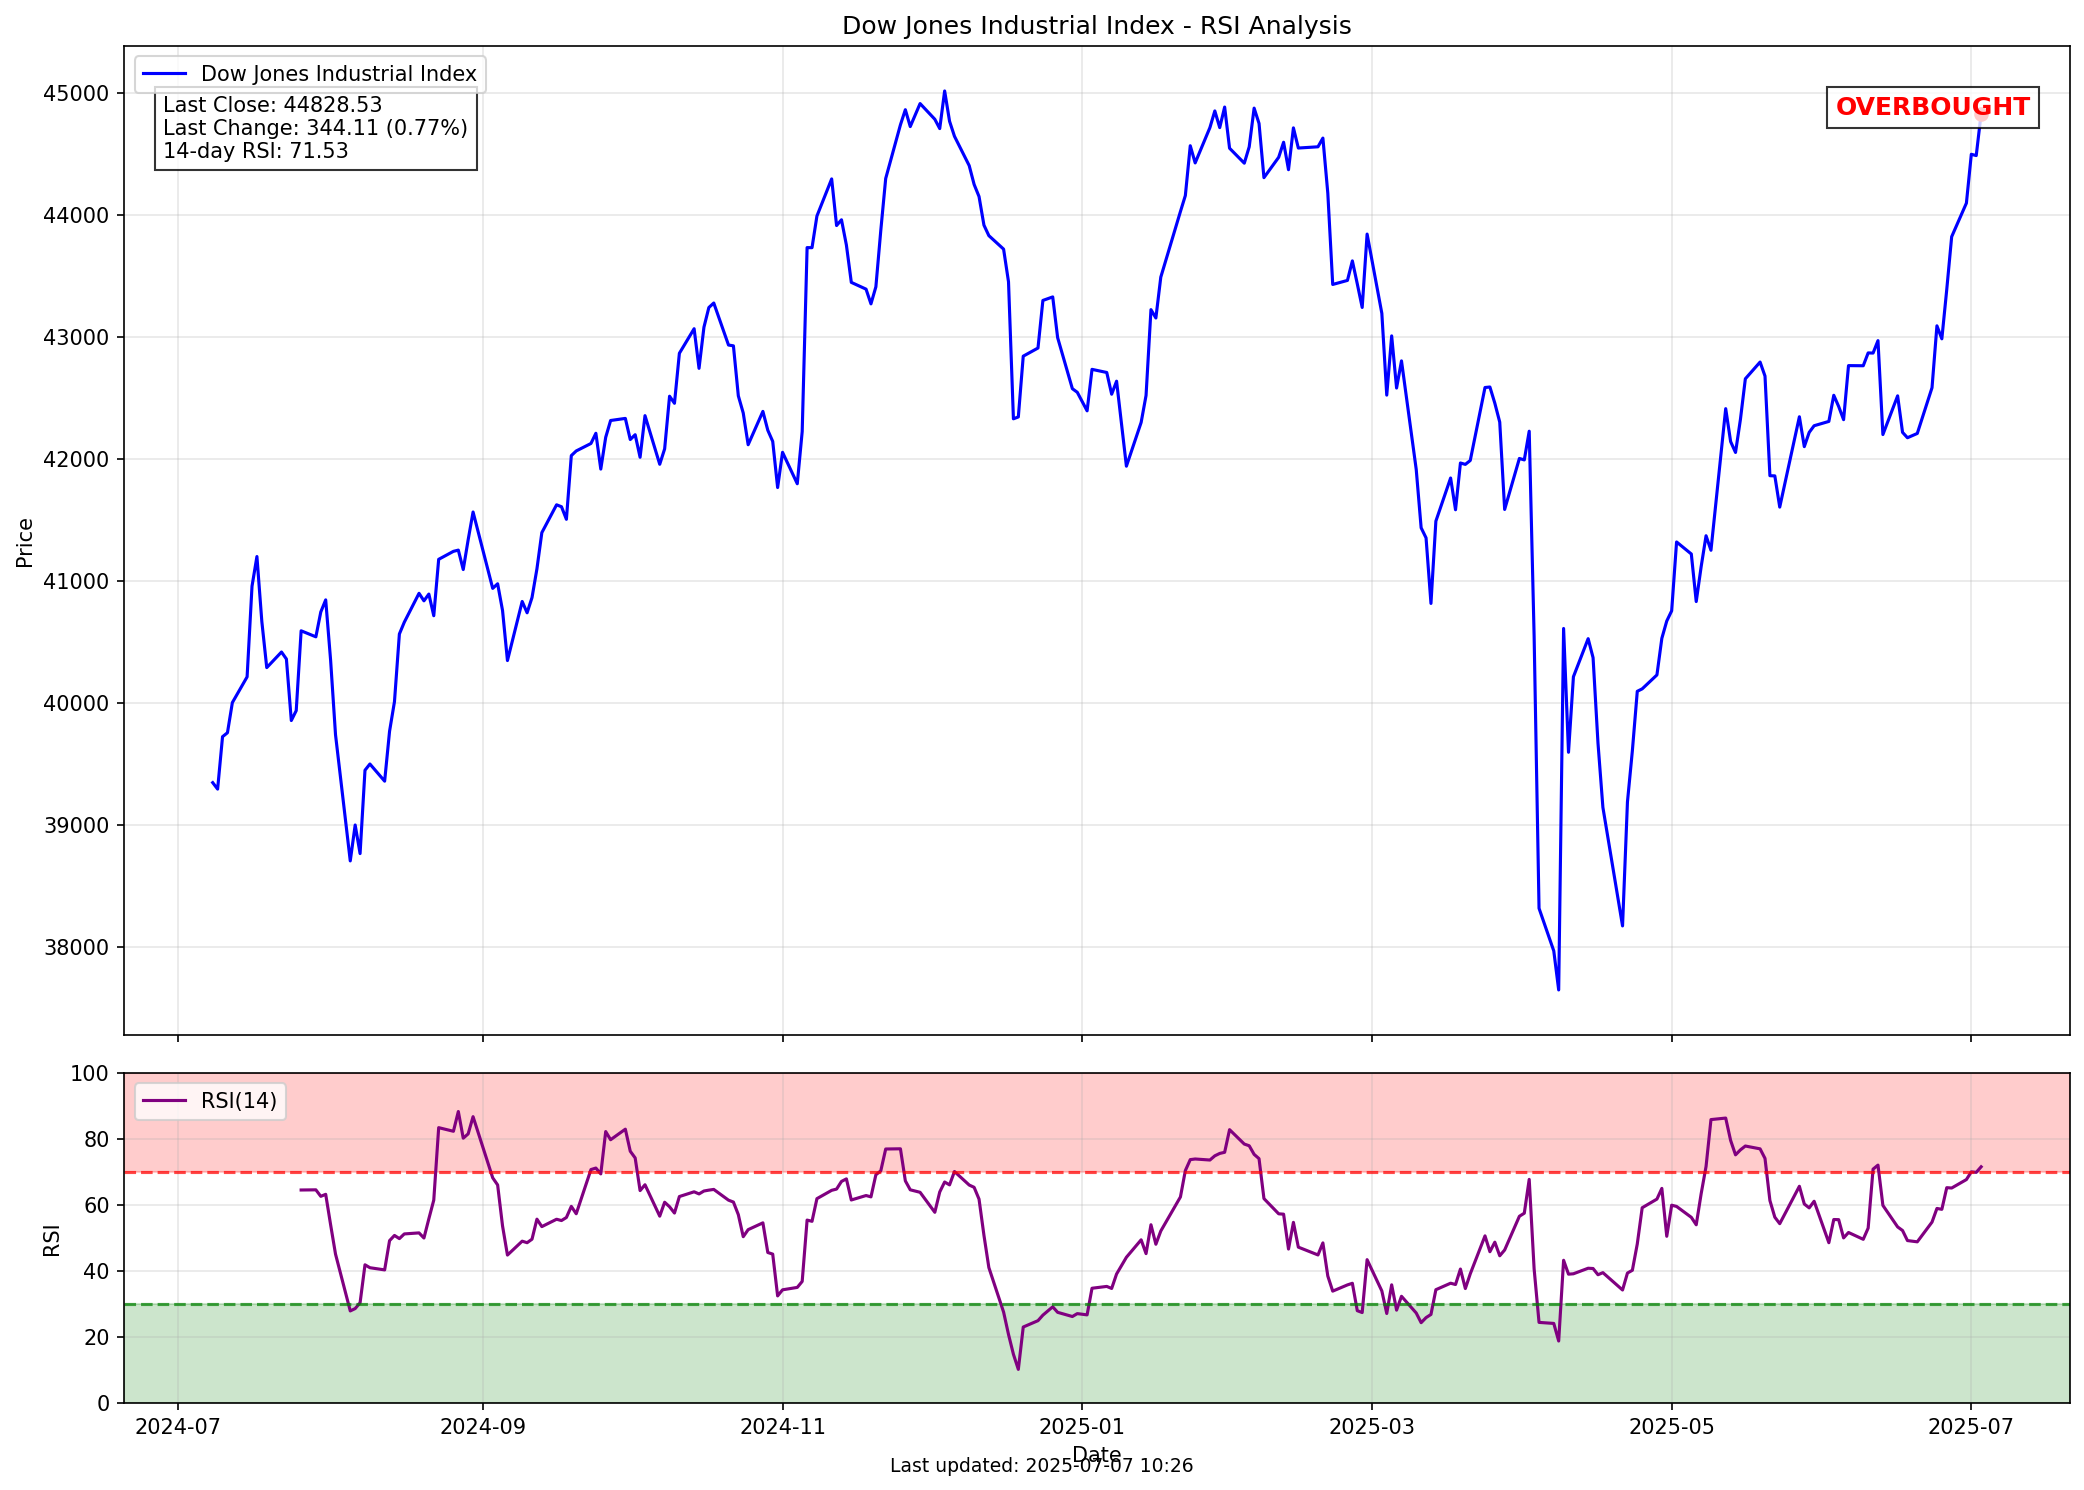 Dow Jones Industrial Index - RSI Analysis
Dow Jones Industrial Index
Last Close: 44828.53
Last Change: 344.11 (0.77%)
14-day RSI: 71.53
OVERBOUGHT
45000
44000
43000
42000
41000
40000
39000
38000
Price
RSI(14)
100
80
60
40
20
0
RSI
2024-07
2024-09
2024-11
2025-01
2025-03
2025-05
2025-07
Date
Last updated: 2025-07-07 10:26